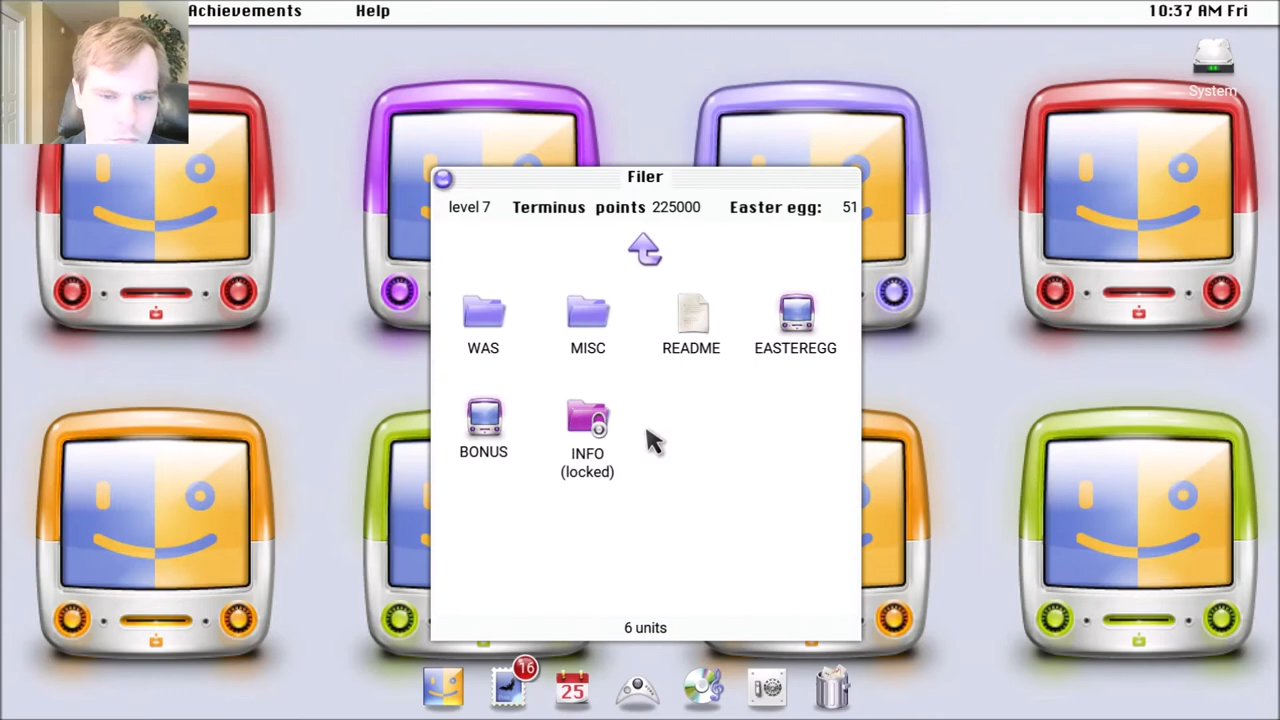 Achievements Help 10:37 AM Fri
System
Filer
level 7 Terminus points 225000 Easter egg: 51
WAS MISC README EASTEREGG
BONUS INFO
(locked)
6 units
16
25